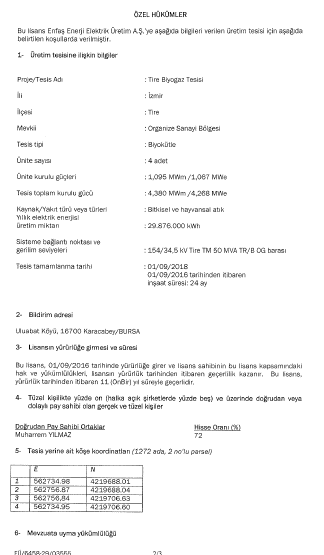 ÖZEL HÜKÜMLER
Bu lisans Enfaş Enerji Elektrik Üretim A.Ş.'ye aşağıda bilgileri verilen üretim tesisi için aşağıda
belirtilen koşullarda verilmiştir.
1- Üretim tesisine ilişkin bilgiler
Proje/Tesis Adı : Tire Biyogaz Tesisi
İli : İzmir
İlçesi : Tire
Mevkii : Organize Sanayi Bölgesi
Tesis tipi : Biyokütle
Ünite sayısı : 4 adet
Ünite kurulu güçleri : 1,095 MWm /1,067 MWe
Tesis toplam kurulu gücü : 4,380 MWm /4,268 MWe
Kaynak/Yakıt türü veya türleri : Bitkisel ve hayvansal atık
Yıllık elektrik enerjisi
üretim miktarı : 29.876.000 kWh
Sisteme bağlantı noktası ve
gerilim seviyeleri : 154/34,5 kV Tire TM 50 MVA TR/B OG barası
Tesis tamamlanma tarihi : 01/09/2018
01/09/2016 tarihinden itibaren
inşaat süresi: 24 ay
2- Bildirim adresi
Uluabat Köyü, 16700 Karacabey/BURSA
3- Lisansın yürürlüğe girmesi ve süresi
Bu lisans, 01/09/2016 tarihinde yürürlüğe girer ve lisans sahibinin bu lisans kapsamındaki
hak ve yükümlülükleri, lisansın yürürlük tarihinden itibaren geçerlilik kazanır. Bu lisans,
yürürlük tarihinden itibaren 11 (OnBir) yıl süreyle geçerlidir.
4- Tüzel kişilikte yüzde on (halka açık şirketlerde yüzde beş) ve üzerinde doğrudan veya
dolaylı pay sahibi olan gerçek ve tüzel kişiler
Doğrudan Pay Sahibi Ortaklar Hisse Oranı (%)
Muharrem YILMAZ 72
5- Tesis yerine ait köşe koordinatları (1272 ada, 2 no'lu parsel)
E N
1 562734.98 4219688.01
2 562756.87 4219688.04
3 562756.84 4219706.63
4 562734.95 4219706.60
6- Mevzuata uyma yükümlülüğü
EÜ/6458-29/03555 2/3